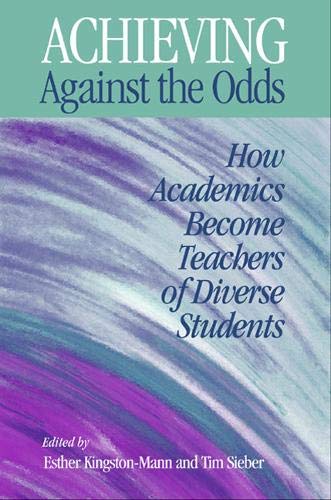 ACHIEVING
Against the Odds
How
Academics
Become
Teachers
of Diverse
Students
Edited by
Esther Kingston-Mann and Tim Sieber